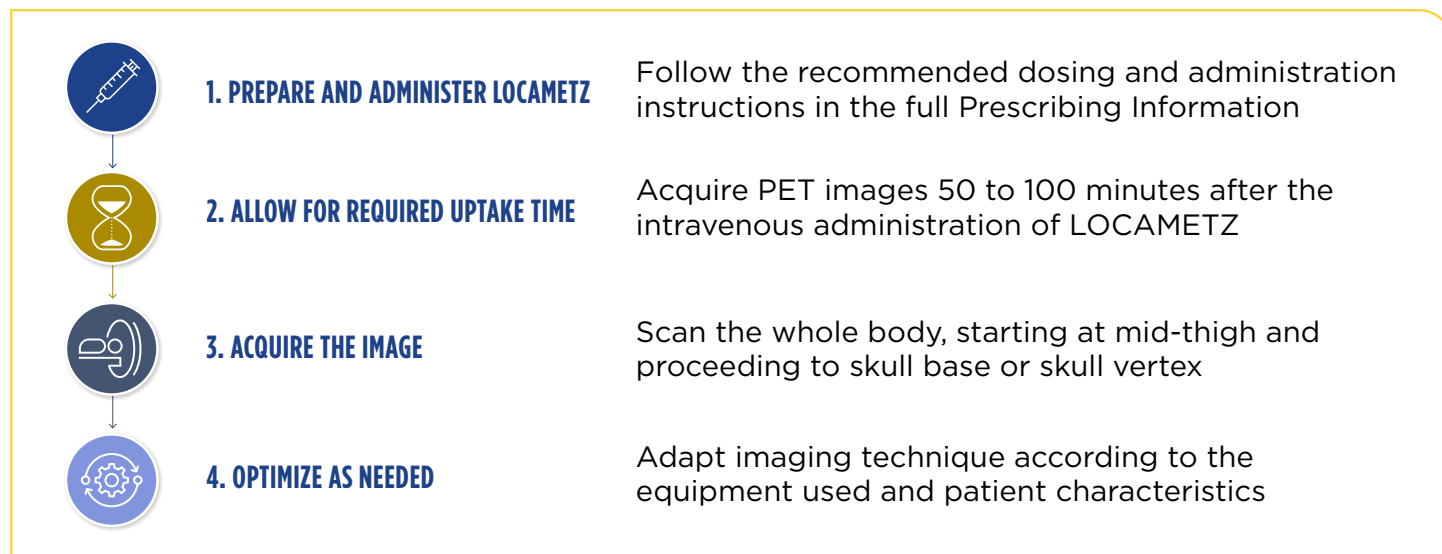 1. PREPARE AND ADMINISTER LOCAMETZ
Follow the recommended dosing and administration
instructions in the full Prescribing Information
2. ALLOW FOR REQUIRED UPTAKE TIME
Acquire PET images 50 to 100 minutes after the
intravenous administration of LOCAMETZ
3. ACQUIRE THE IMAGE
Scan the whole body, starting at mid-thigh and
proceeding to skull base or skull vertex
4. OPTIMIZE AS NEEDED
Adapt imaging technique according to the
equipment used and patient characteristics